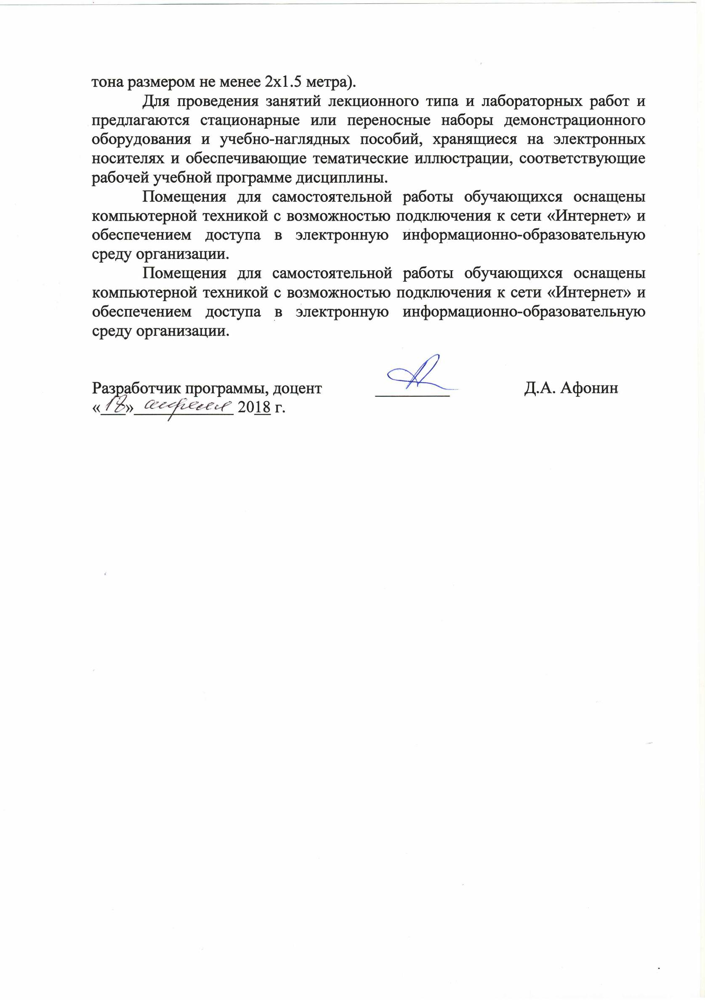 тона размером не менее 2х1.5 метра).
Для проведения занятий лекционного типа и лабораторных работ и
предлагаются стационарные или переносные наборы демонстрационного
оборудования и учебно-наглядных пособий, хранящиеся на электронных
носителях и обеспечивающие тематические иллюстрации, соответствующие
рабочей учебной программе дисциплины.
Помещения для самостоятельной работы обучающихся оснащены
компьютерной техникой с возможностью подключения к сети «Интернет» и
обеспечением доступа в электронную информационно-образовательную
среду организации.
Помещения для самостоятельной работы обучающихся оснащены
компьютерной техникой с возможностью подключения к сети «Интернет» и
обеспечением доступа в электронную информационно-образовательную
среду организации.
Разработчик программы, доцент Д.А. Афонин
«18» апреля 2018 г.